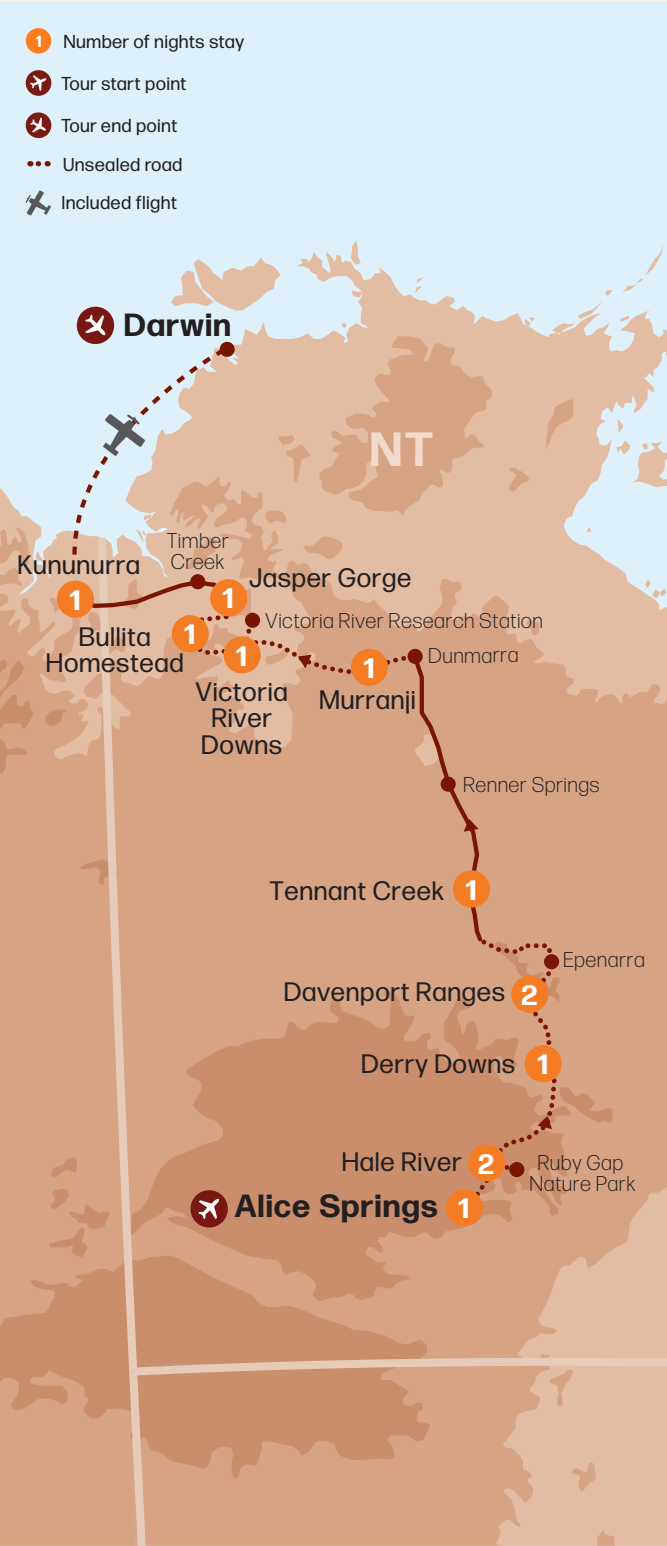 1 Number of nights stay
Tour start point
Tour end point
Unsealed road
Included flight
Darwin
NT
Timber
Creek
Kununurra
1
Jasper Gorge
1
Victoria River Research Station
Bullita
Homestead
1
1
Victoria
River
Downs
1
Murranji
Dunmarra
Renner Springs
Tennant Creek 1
Epenarra
Davenport Ranges 2
Derry Downs 1
Hale River 2
Ruby Gap
Nature Park
Alice Springs 1